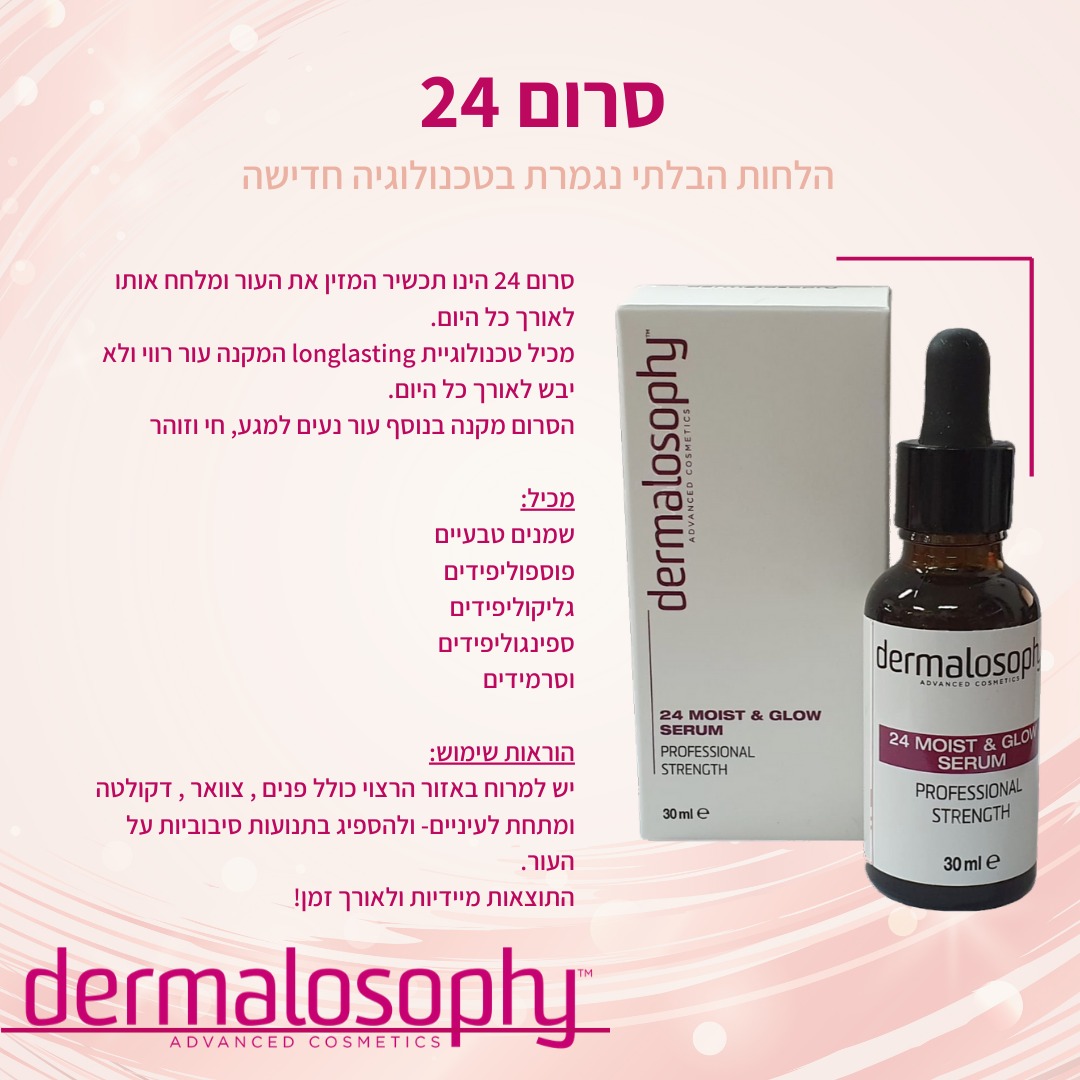 סרום 24
הלחות הבלתי נגמרת בטכנולוגיה חדישה
סרום 24 הינו תכשיר המזין את העור ומלחח אותו
לאורך כל היום.
מכיל טכנולוגיית longlasting המקנה עור רווי ולא
יבש לאורך כל היום.
הסרום מקנה בנוסף עור נעים למגע, חי וזוהר
מכיל:
שמנים טבעיים
פוספוליפידים
גליקוליפידים
ספינגוליפידים
וסרמידים
הוראות שימוש:
יש למרוח באזור הרצוי כולל פנים , צוואר , דקולטה
ומתחת לעיניים- ולהספיג בתנועות סיבוביות על
העור.
התוצאות מיידיות ולאורך זמן!
dermalosophy™
ADVANCED COSMETICS
24 MOIST & GLOW
SERUM
PROFESSIONAL
STRENGTH
30 ml e
dermalosophy
ADVANCED COSMETICS
24 MOIST & GLOW
SERUM
PROFESSIONAL
STRENGTH
30 ml e
dermalosophy™
ADVANCED COSMETICS